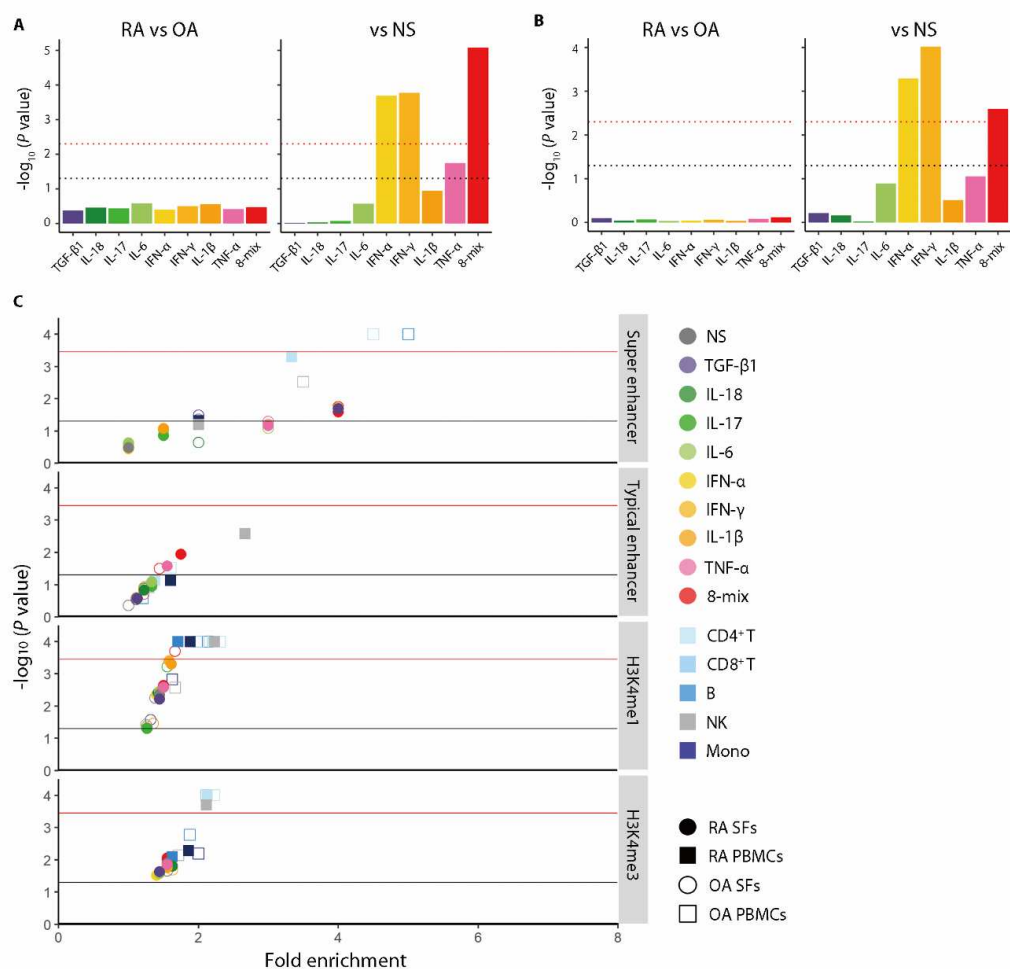 A
RA vs OA
vs NS
-log10 (P value)
5
4
3
2
1
0
TGF-β1
IL-18
IL-17
IL-6
IFN-α
IFN-γ
IL-1β
TNF-α
8-mix
TGF-β1
IL-18
IL-17
IL-6
IFN-α
IFN-γ
IL-1β
TNF-α
8-mix
B
RA vs OA
vs NS
-log10 (P value)
4
3
2
1
0
TGF-β1
IL-18
IL-17
IL-6
IFN-α
IFN-γ
IL-1β
TNF-α
8-mix
TGF-β1
IL-18
IL-17
IL-6
IFN-α
IFN-γ
IL-1β
TNF-α
8-mix
C
-log10 (P value)
4
3
2
1
0
Super enhancer
4
3
2
1
0
Typical enhancer
4
3
2
1
0
H3K4me1
4
3
2
1
0
H3K4me3
0
2
4
6
8
Fold enrichment
NS
TGF-β1
IL-18
IL-17
IL-6
IFN-α
IFN-γ
IL-1β
TNF-α
8-mix
CD4⁺T
CD8⁺T
B
NK
Mono
RA SFs
RA PBMCs
OA SFs
OA PBMCs